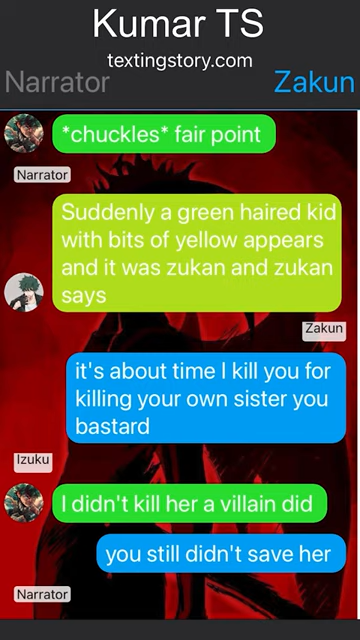 Kumar TS
textingstory.com
Narrator Zakun
*chuckles* fair point
Narrator
Suddenly a green haired kid
with bits of yellow appears
and it was zukan and zukan
says
Zakun
it's about time I kill you for
killing your own sister you
bastard
Izuku
I didn't kill her a villain did
you still didn't save her
Narrator